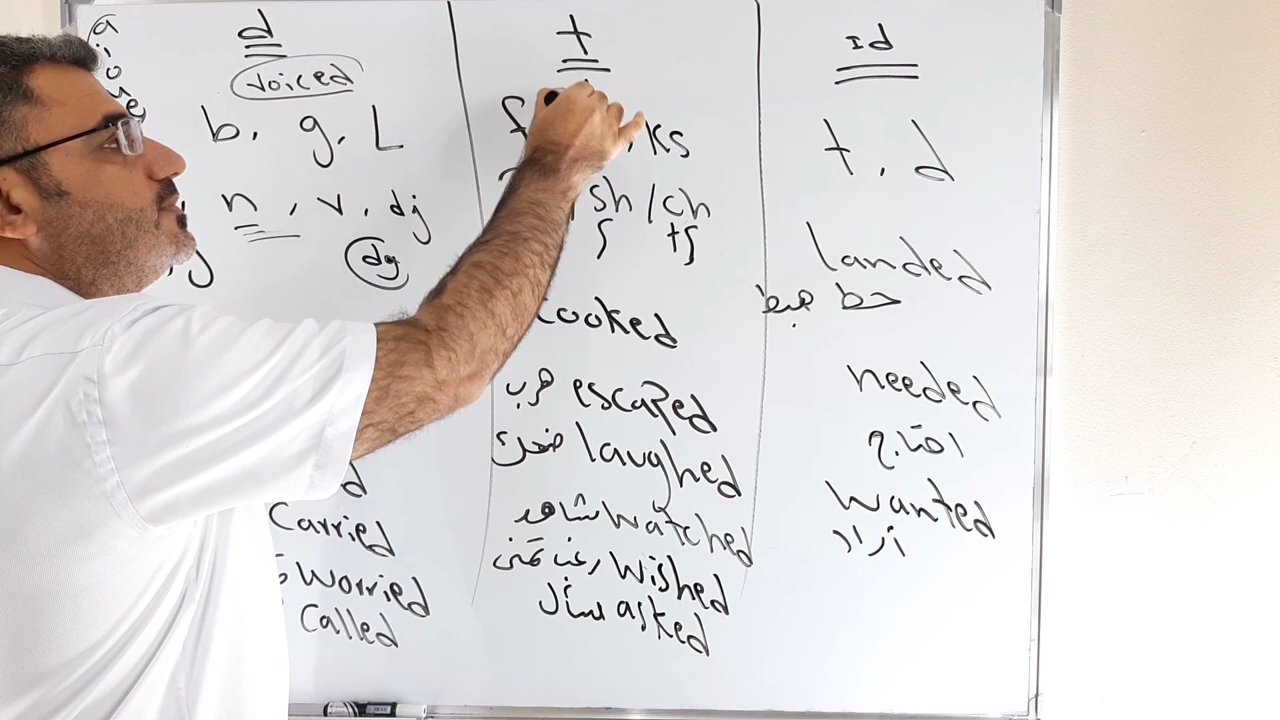 a
i
o
u
e
d
voiced
b, g, L
n, v, dj
dg
t
f ks
sh / ch
ʃ tʃ
cooked
هرب escaped
ضحك laughed
شاهد watched
رغب تمنى wished
سأل asked
Carried
worried
Called
Id
t, d
landed
حط هبط
needed
احتاج
wanted
أراد